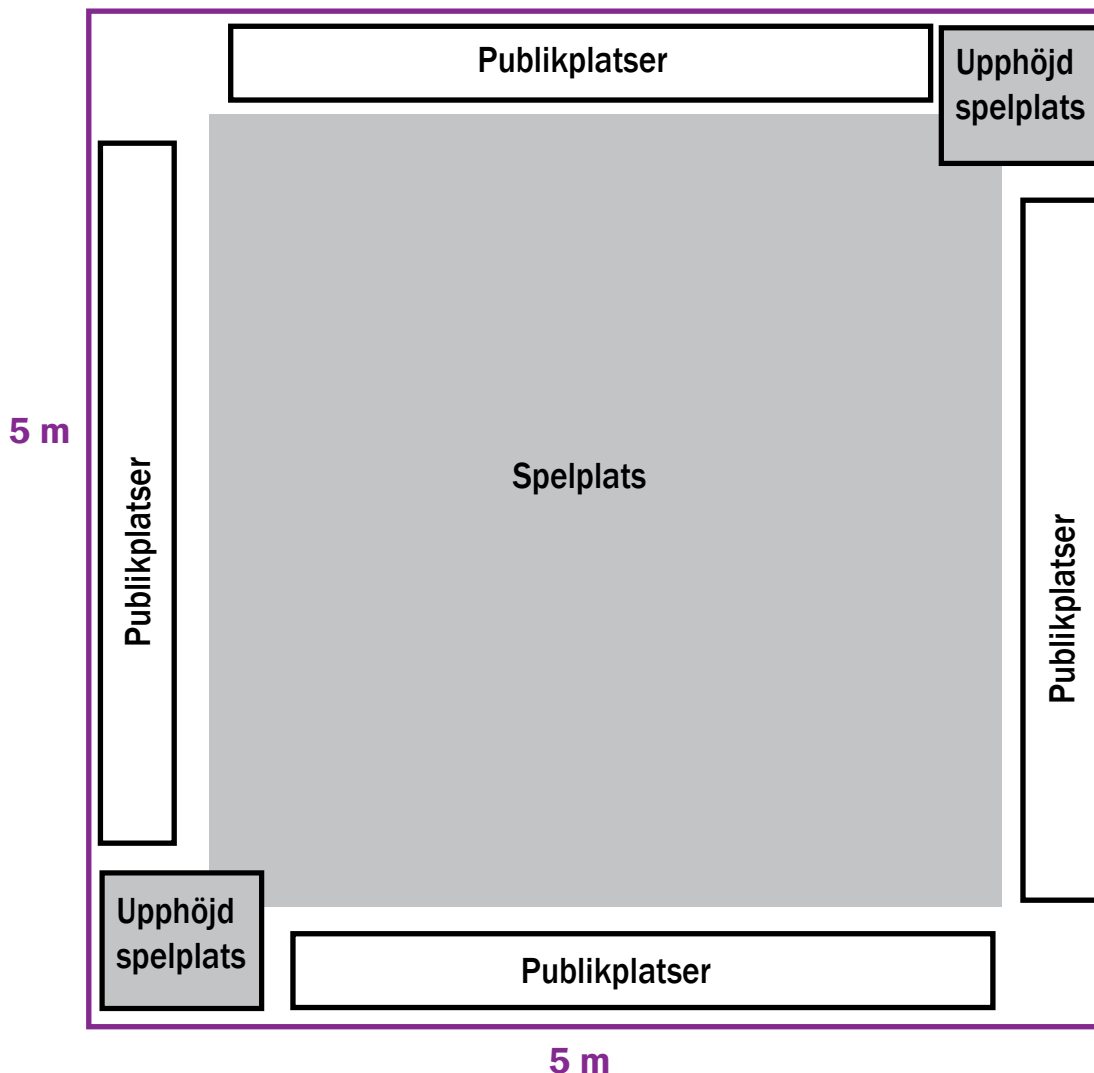 Publikplatser
Upphöjd
spelplats
5 m
Publikplatser
Spelplats
Publikplatser
Upphöjd
spelplats
Publikplatser
5 m